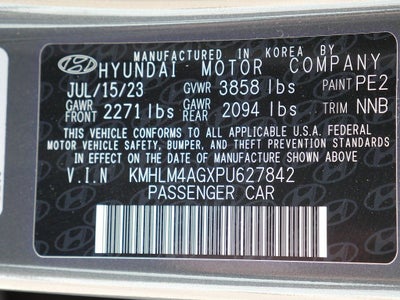 MANUFACTURED IN KOREA BY
HYUNDAI MOTOR COMPANY
JUL/15/23 GVWR 3858 lbs PAINT PE2
GAWR FRONT 2271 lbs GAWR REAR 2094 lbs TRIM NNB
THIS VEHICLE CONFORMS TO ALL APPLICABLE U.S.A. FEDERAL
MOTOR VEHICLE SAFETY, BUMPER, AND THEFT PREVENTION STANDARDS
IN EFFECT ON THE DATE OF MANUFACTURE SHOWN ABOVE.
V.I.N KMHLM4AGXPU627842
PASSENGER CAR